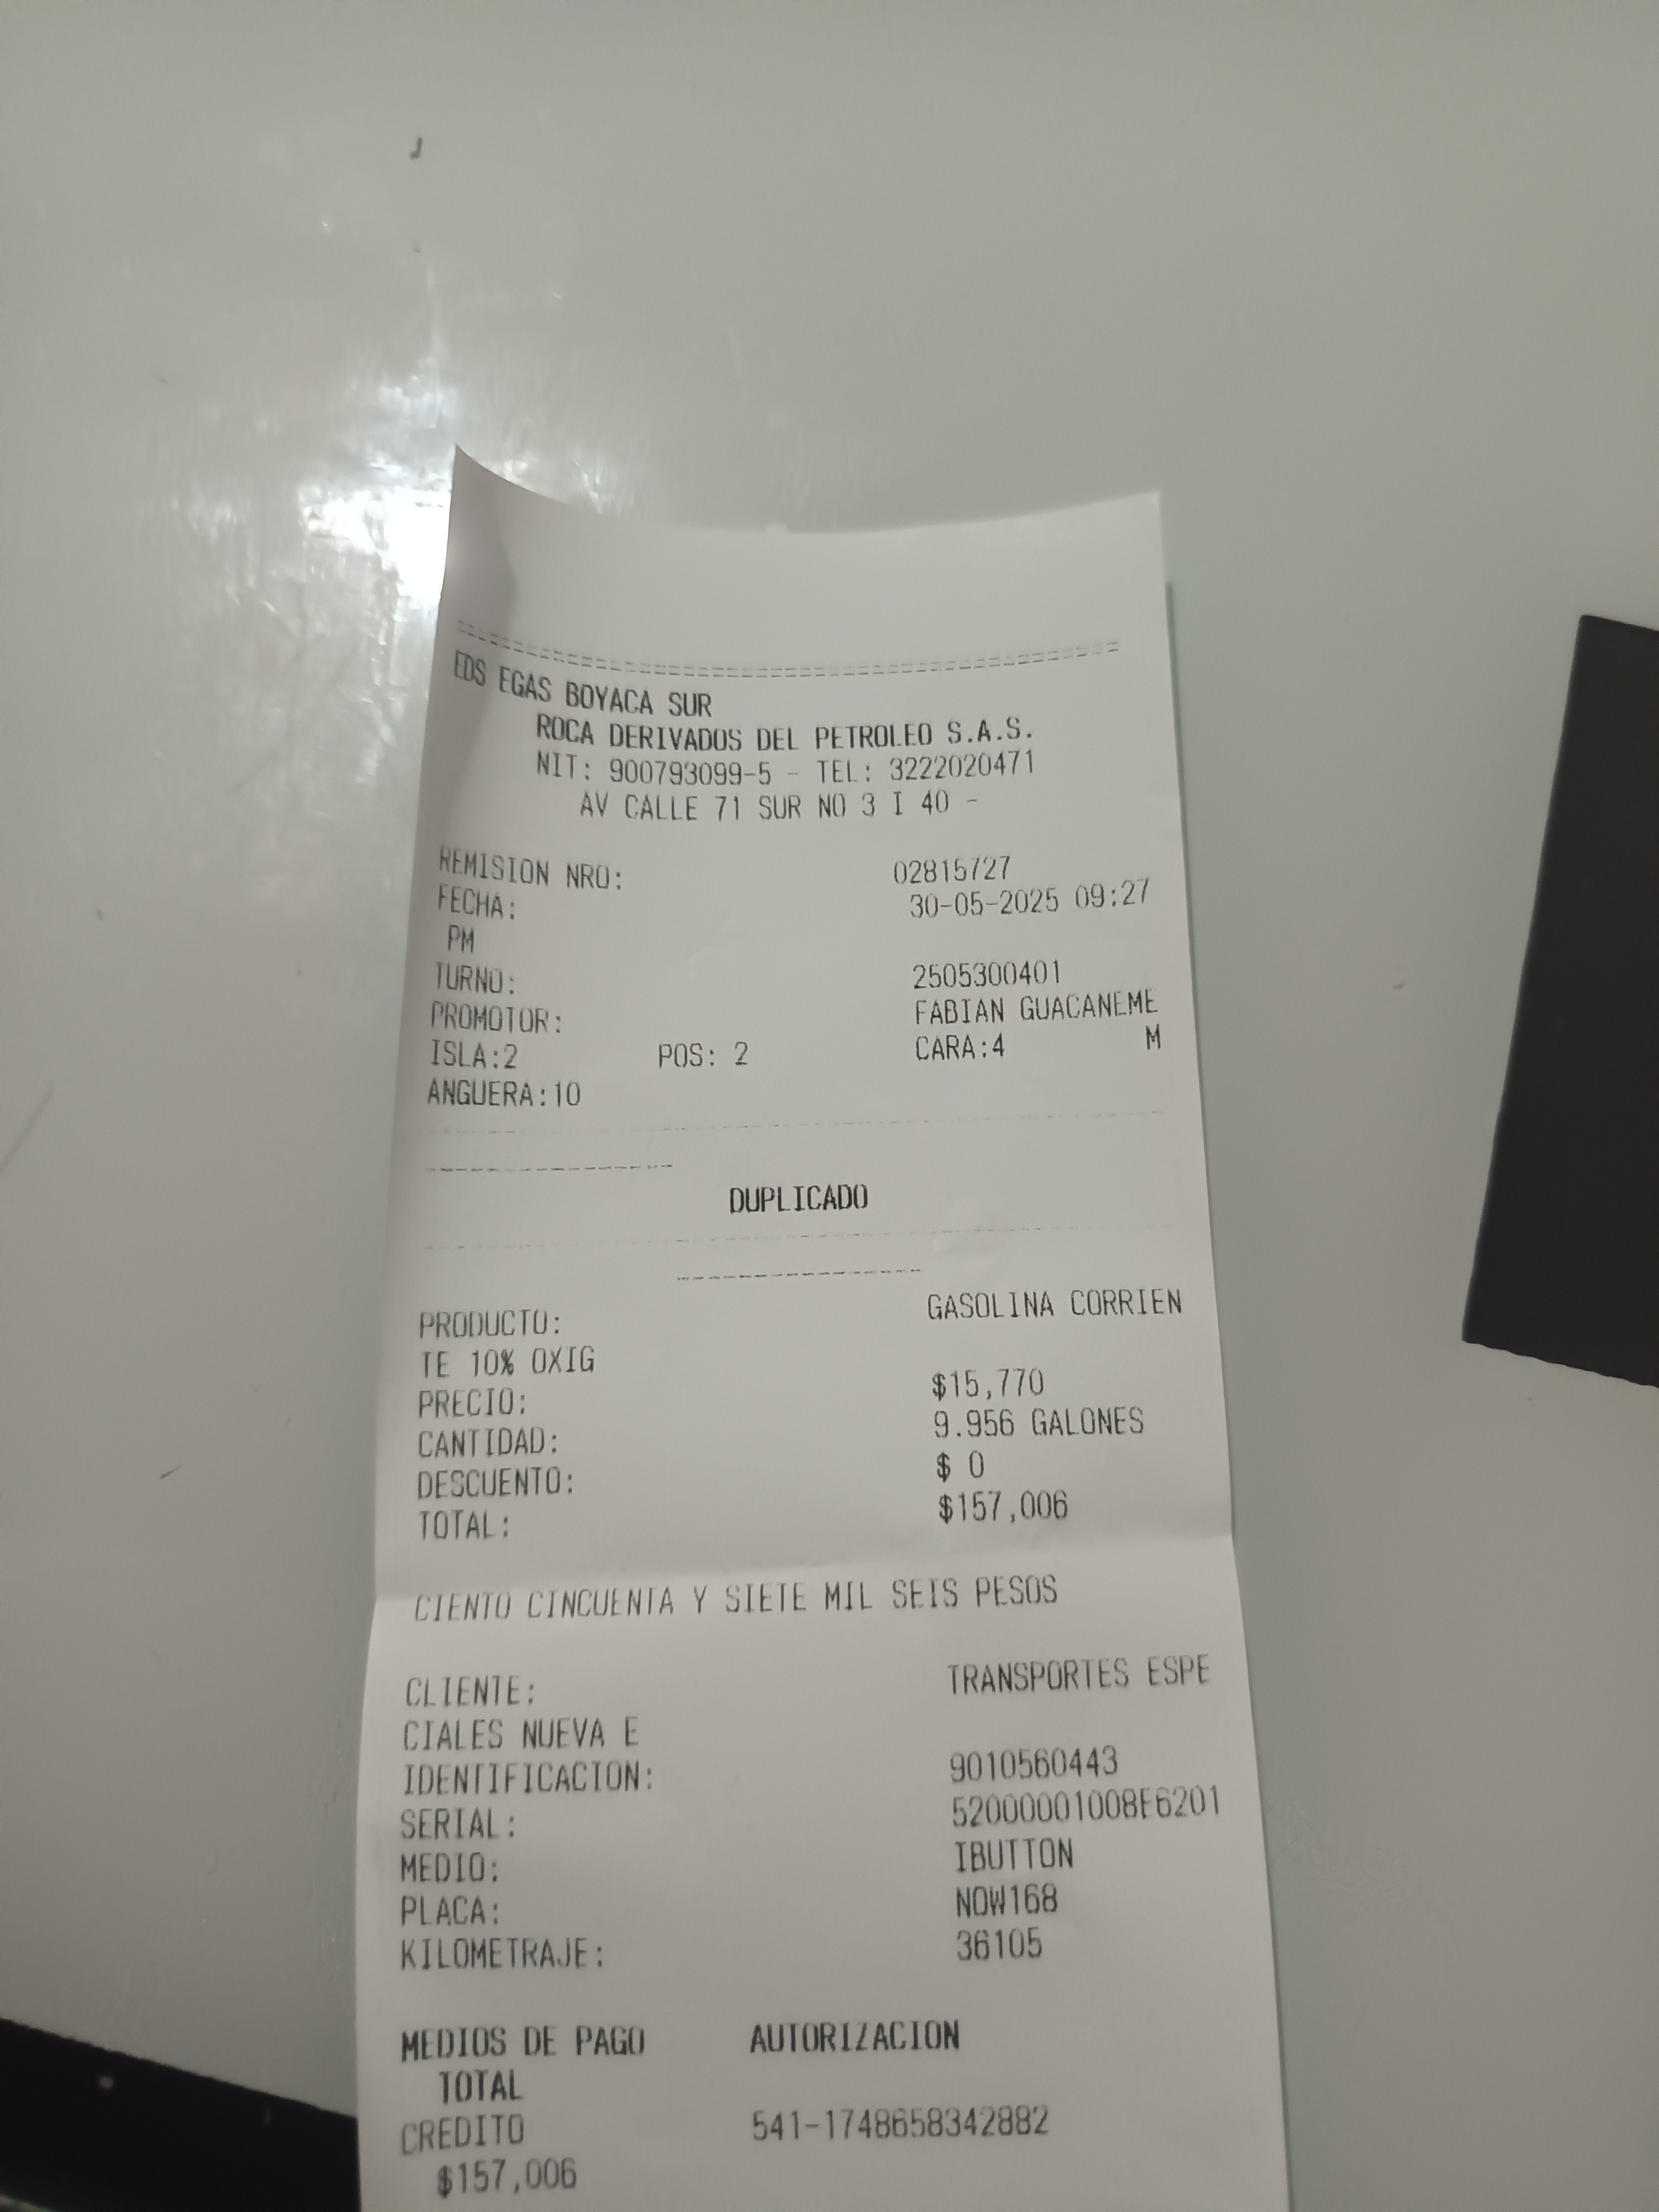 EDS EGAS BOYACA SUR
ROCA DERIVADOS DEL PETROLEO S.A.S.
NIT: 900793099-5 - TEL: 3222020471
AV CALLE 71 SUR NO 3 I 40 -
REMISION NRO: 02815727
FECHA: 30-05-2025 09:27
PM
TURNO: 2505300401
PROMOTOR: FABIAN GUACANEME
ISLA:2 POS: 2 CARA:4 M
ANGUERA:10
DUPLICADO
PRODUCTO: GASOLINA CORRIEN
TE 10% OXIG
PRECIO: $15,770
CANTIDAD: 9.956 GALONES
DESCUENTO: $ 0
TOTAL: $157,006
CIENTO CINCUENTA Y SIETE MIL SEIS PESOS
CLIENTE: TRANSPORTES ESPE
CIALES NUEVA E
IDENTIFICACION: 9010560443
SERIAL: 52000001008E6201
MEDIO: IBUTTON
PLACA: NOW168
KILOMETRAJE: 36105
MEDIOS DE PAGO AUTORIZACION
TOTAL
CREDITO 541-1748658342882
$157,006